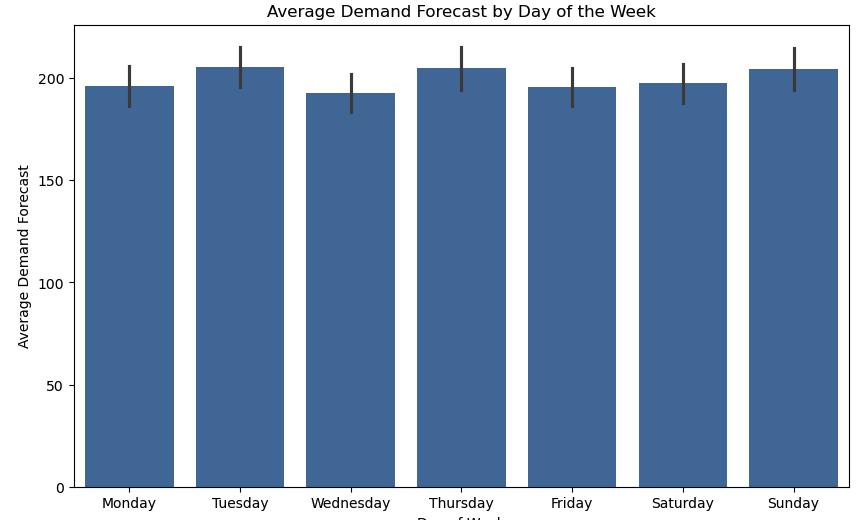 Average Demand Forecast by Day of the Week
Average Demand Forecast
200
150
100
50
0
Monday Tuesday Wednesday Thursday Friday Saturday Sunday